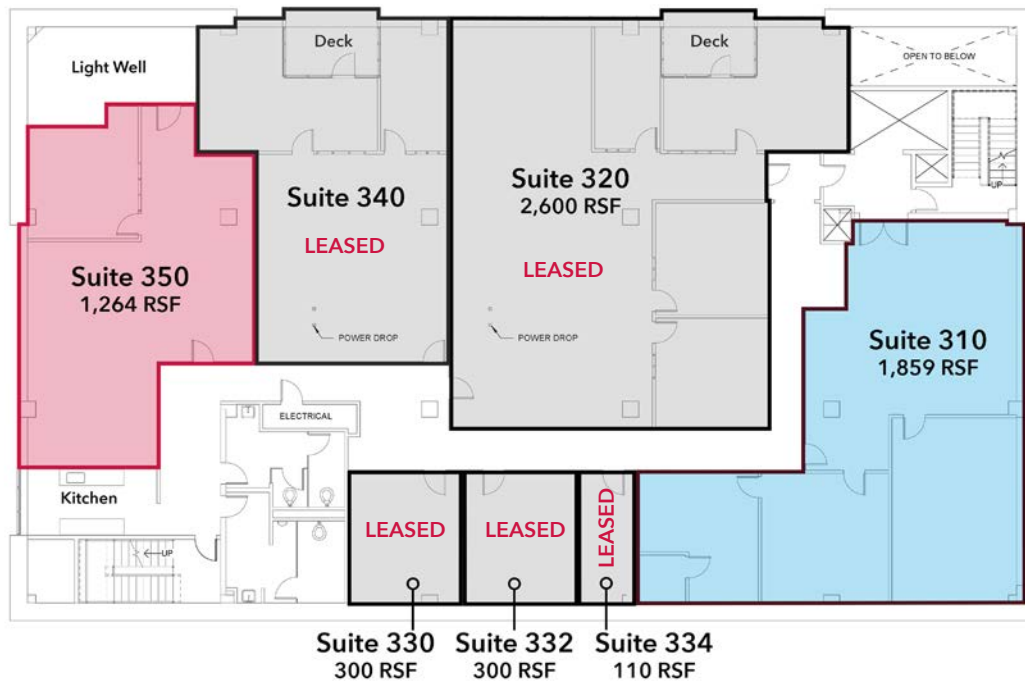 Deck
Deck
Light Well
OPEN TO BELOW
Suite 340
LEASED
Suite 320
2,600 RSF
LEASED
UP
Suite 350
1,264 RSF
POWER DROP
POWER DROP
Suite 310
1,859 RSF
ELECTRICAL
Kitchen
UP
LEASED
LEASED
LEASED
Suite 330
300 RSF
Suite 332
300 RSF
Suite 334
110 RSF